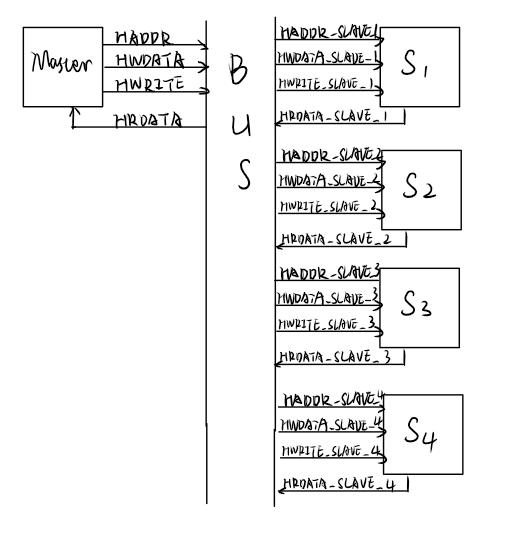 Master
HADDR
HWDATA
HWRITE
HRDATA
BUS
HADDR_SLAVE_1
HWDATA_SLAVE_1
HWRITE_SLAVE_1
HRDATA_SLAVE_1
S1
HADDR_SLAVE_2
HWDATA_SLAVE_2
HWRITE_SLAVE_2
HRDATA_SLAVE_2
S2
HADDR_SLAVE_3
HWDATA_SLAVE_3
HWRITE_SLAVE_3
HRDATA_SLAVE_3
S3
HADDR_SLAVE_4
HWDATA_SLAVE_4
HWRITE_SLAVE_4
HRDATA_SLAVE_4
S4